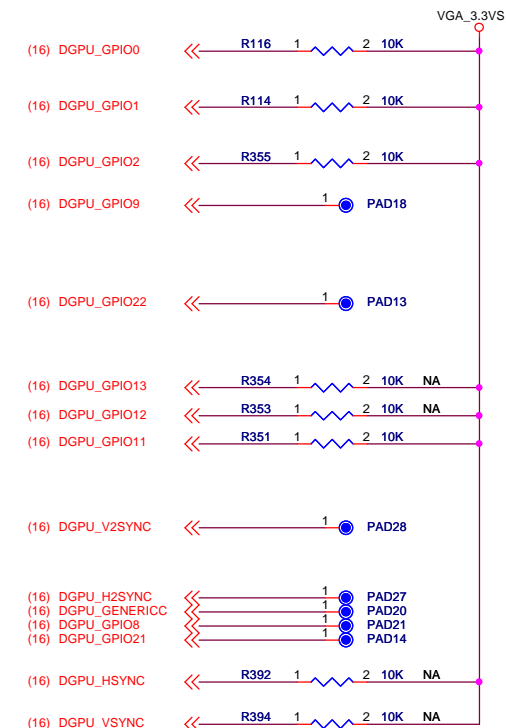 VGA_3.3VS
(16) DGPU_GPIO0 R116 1 2 10K
(16) DGPU_GPIO1 R114 1 2 10K
(16) DGPU_GPIO2 R355 1 2 10K
(16) DGPU_GPIO9 1 PAD18
(16) DGPU_GPIO22 1 PAD13
(16) DGPU_GPIO13 R354 1 2 10K NA
(16) DGPU_GPIO12 R353 1 2 10K NA
(16) DGPU_GPIO11 R351 1 2 10K
(16) DGPU_V2SYNC 1 PAD28
(16) DGPU_H2SYNC 1 PAD27
(16) DGPU_GENERICC 1 PAD20
(16) DGPU_GPIO8 1 PAD21
(16) DGPU_GPIO21 1 PAD14
(16) DGPU_HSYNC R392 1 2 10K NA
(16) DGPU_VSYNC R394 1 2 10K NA